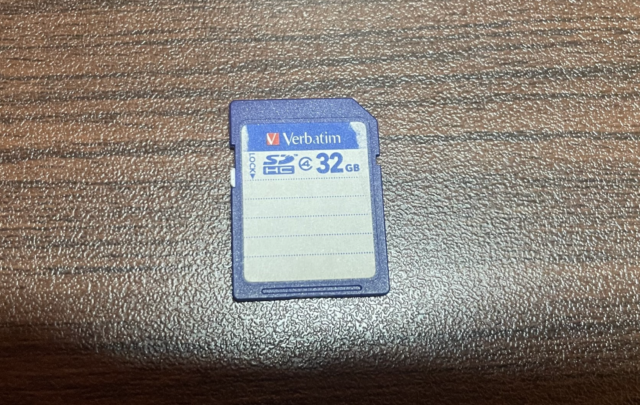 Verbatim
LOCK
SD HC 4 32 GB